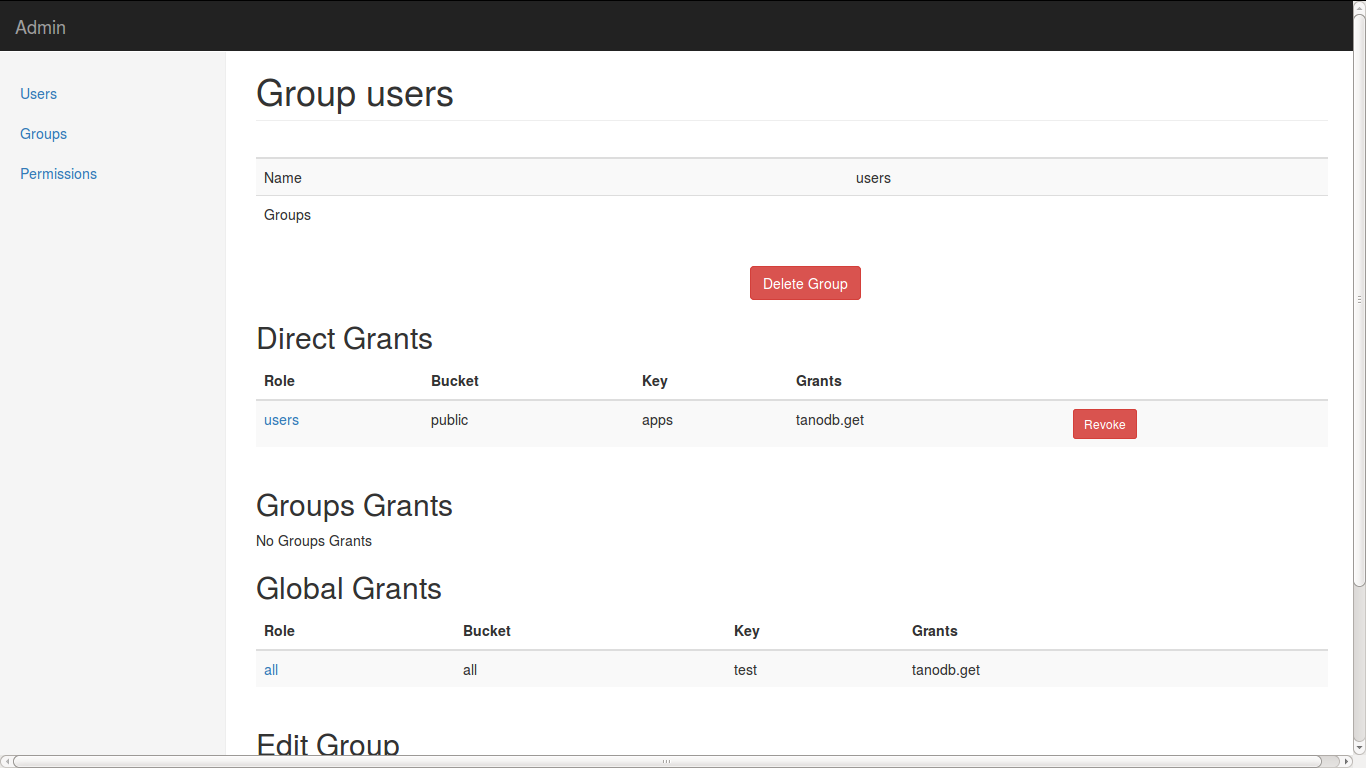 Admin
Users
Groups
Permissions
Group users
Name users
Groups
Delete Group
Direct Grants
Role Bucket Key Grants
users public apps tanodb.get Revoke
Groups Grants
No Groups Grants
Global Grants
Role Bucket Key Grants
all all test tanodb.get
Edit Group